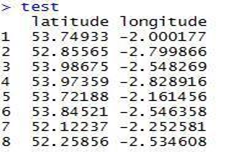 > test
latitude longitude
1 53.74933 -2.000177
2 52.85565 -2.799866
3 53.98675 -2.548269
4 53.97359 -2.828916
5 53.72188 -2.161456
6 53.84521 -2.546358
7 52.12237 -2.252581
8 52.25856 -2.534608